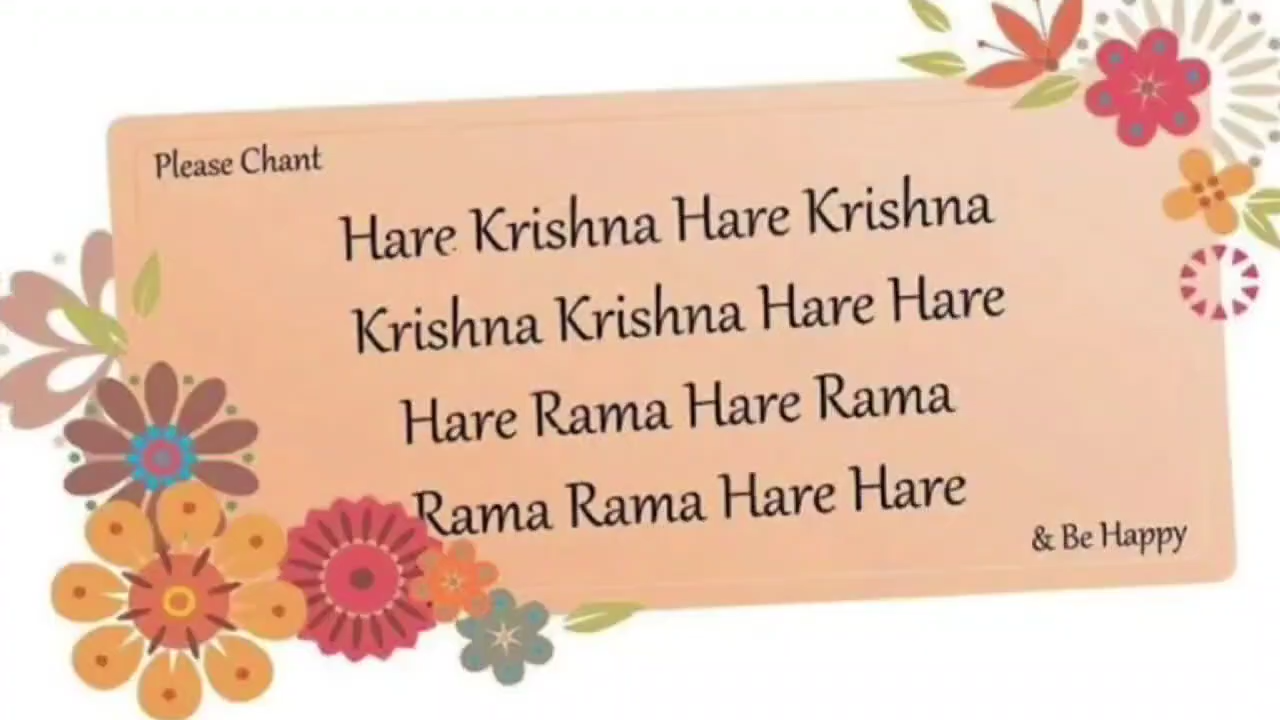 Please Chant
Hare Krishna Hare Krishna
Krishna Krishna Hare Hare
Hare Rama Hare Rama
Rama Rama Hare Hare
& Be Happy